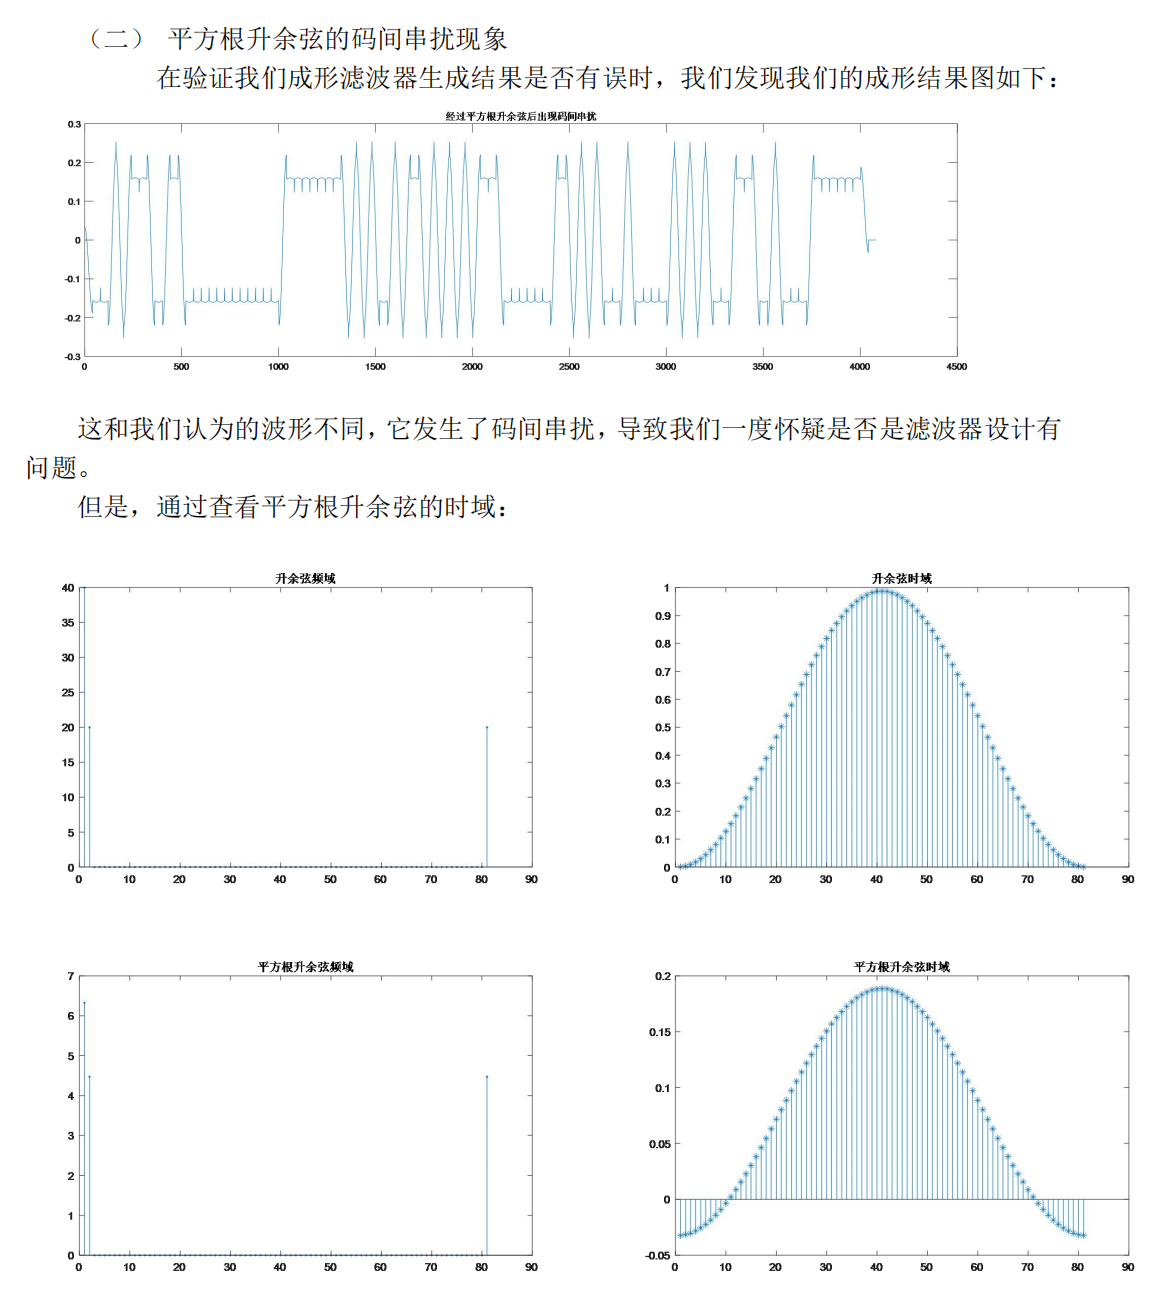 （二） 平方根升余弦的码间串扰现象
在验证我们成形滤波器生成结果是否有误时，我们发现我们的成形结果图如下：
经过平方根升余弦后出现码间串扰
0.3
0.2
0.1
0
-0.1
-0.2
-0.3
0 500 1000 1500 2000 2500 3000 3500 4000 4500
这和我们认为的波形不同，它发生了码间串扰，导致我们一度怀疑是否是滤波器设计有
问题。
但是，通过查看平方根升余弦的时域：
升余弦频域
40
35
30
25
20
15
10
5
0
0 10 20 30 40 50 60 70 80 90
升余弦时域
1
0.9
0.8
0.7
0.6
0.5
0.4
0.3
0.2
0.1
0
0 10 20 30 40 50 60 70 80 90
平方根升余弦频域
7
6
5
4
3
2
1
0
0 10 20 30 40 50 60 70 80 90
平方根升余弦时域
0.2
0.15
0.1
0.05
0
-0.05
0 10 20 30 40 50 60 70 80 90